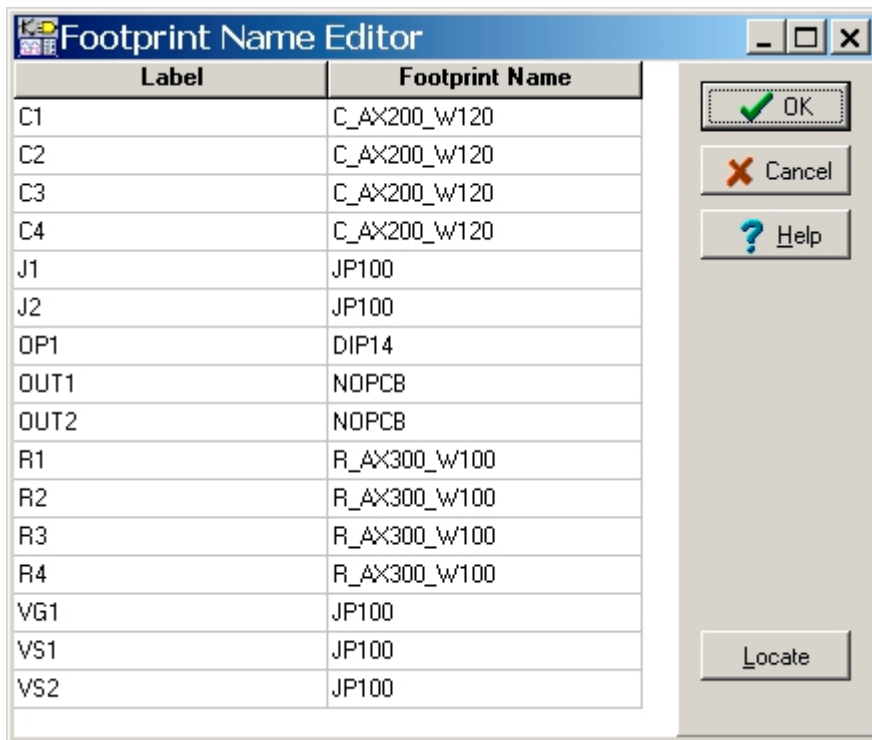 Footprint Name Editor
Label Footprint Name
C1 C_AX200_W120
C2 C_AX200_W120
C3 C_AX200_W120
C4 C_AX200_W120
J1 JP100
J2 JP100
OP1 DIP14
OUT1 NOPCB
OUT2 NOPCB
R1 R_AX300_W100
R2 R_AX300_W100
R3 R_AX300_W100
R4 R_AX300_W100
VG1 JP100
VS1 JP100
VS2 JP100
OK
Cancel
Help
Locate